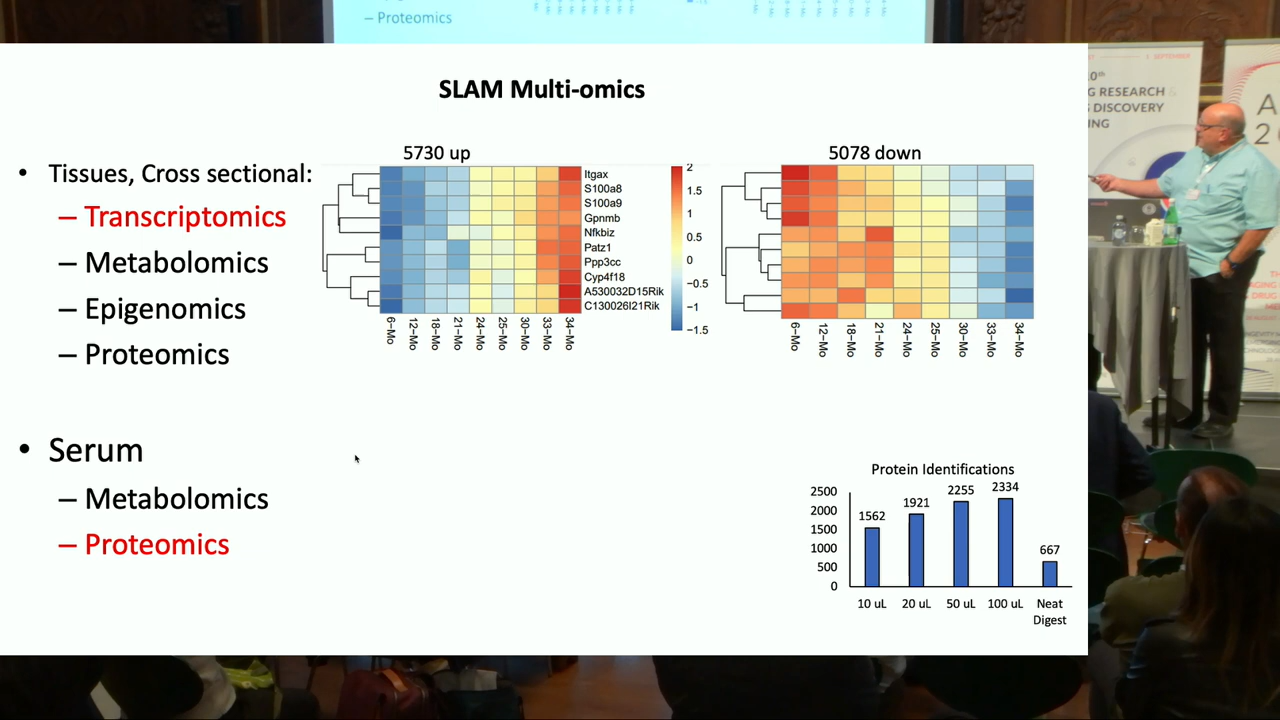 – Proteomics
SLAM Multi-omics
• Tissues, Cross sectional:
– Transcriptomics
– Metabolomics
– Epigenomics
– Proteomics
• Serum
– Metabolomics
– Proteomics
5730 up
Itgax
S100a8
S100a9
Gpnmb
Nfkbiz
Patz1
Ppp3cc
Cyp4f18
A530032D15Rik
C130026I21Rik
6−Mo
12−Mo
18−Mo
21−Mo
24−Mo
25−Mo
30−Mo
33−Mo
34−Mo
2
1.5
1
0.5
0
−0.5
−1
−1.5
5078 down
6−Mo
12−Mo
18−Mo
21−Mo
24−Mo
25−Mo
30−Mo
33−Mo
34−Mo
Protein Identifications
2500
2000
1500
1000
500
0
1562
1921
2255
2334
667
10 uL
20 uL
50 uL
100 uL
Neat
Digest
G RESEARCH
DISCOVERY